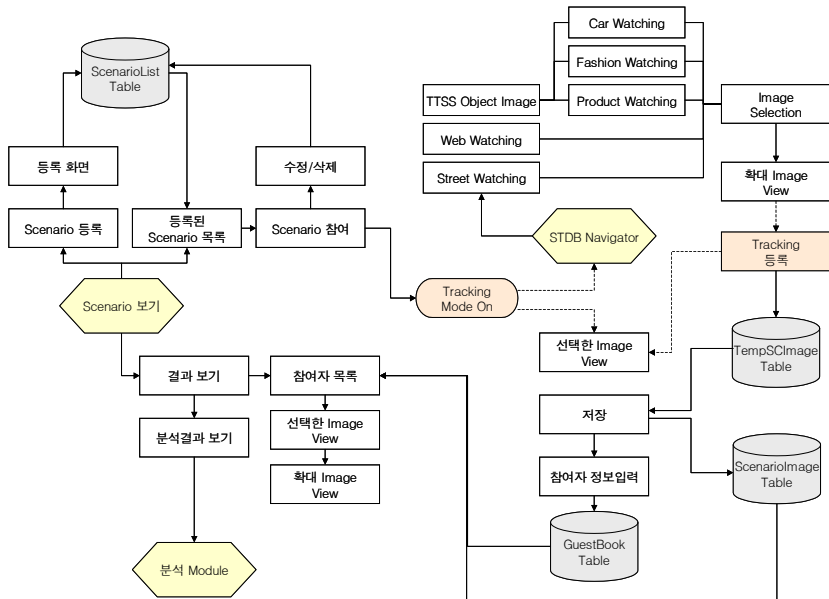 Car Watching
ScenarioList
Table
Fashion Watching
TTSS Object Image
Product Watching
Image
Selection
Web Watching
등록 화면
수정/삭제
Street Watching
확대 Image
View
Scenario 등록
등록된
Scenario 목록
Scenario 참여
STDB Navigator
Tracking
등록
Scenario 보기
Tracking
Mode On
선택한 Image
View
TempSCImage
Table
결과 보기
참여자 목록
저장
분석결과 보기
선택한 Image
View
ScenarioImage
Table
확대 Image
View
참여자 정보입력
GuestBook
Table
분석 Module